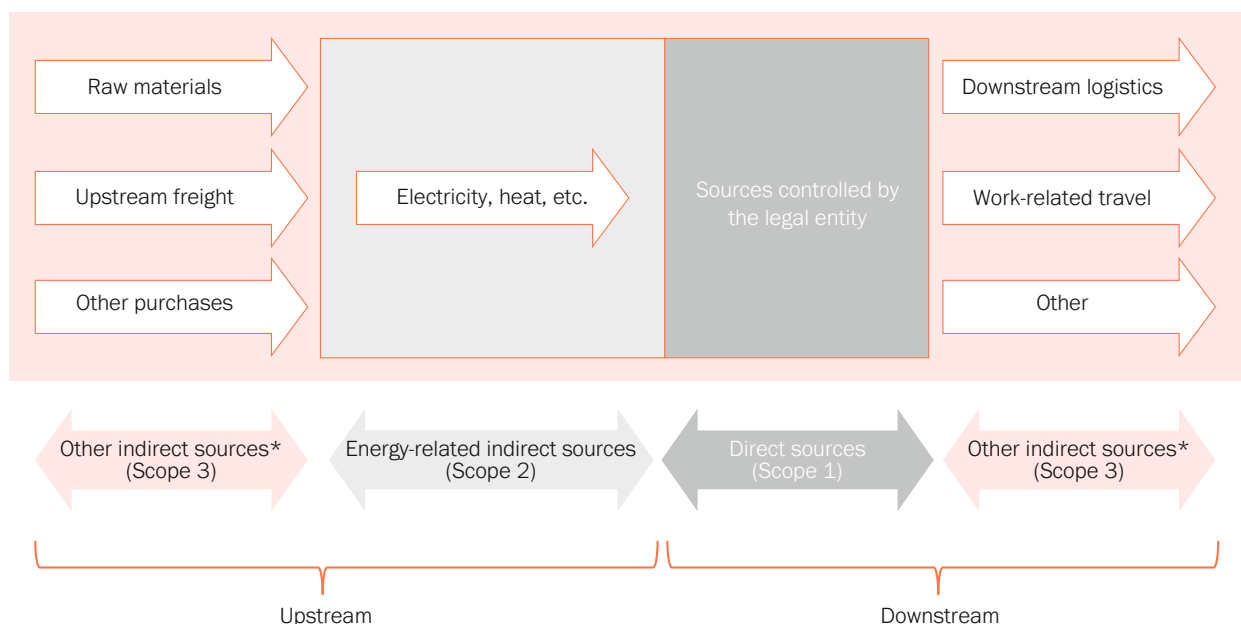 Raw materials
Upstream freight
Other purchases
Electricity, heat, etc.
Sources controlled by
the legal entity
Downstream logistics
Work-related travel
Other
Other indirect sources*
(Scope 3)
Energy-related indirect sources
(Scope 2)
Direct sources
(Scope 1)
Other indirect sources*
(Scope 3)
Upstream
Downstream